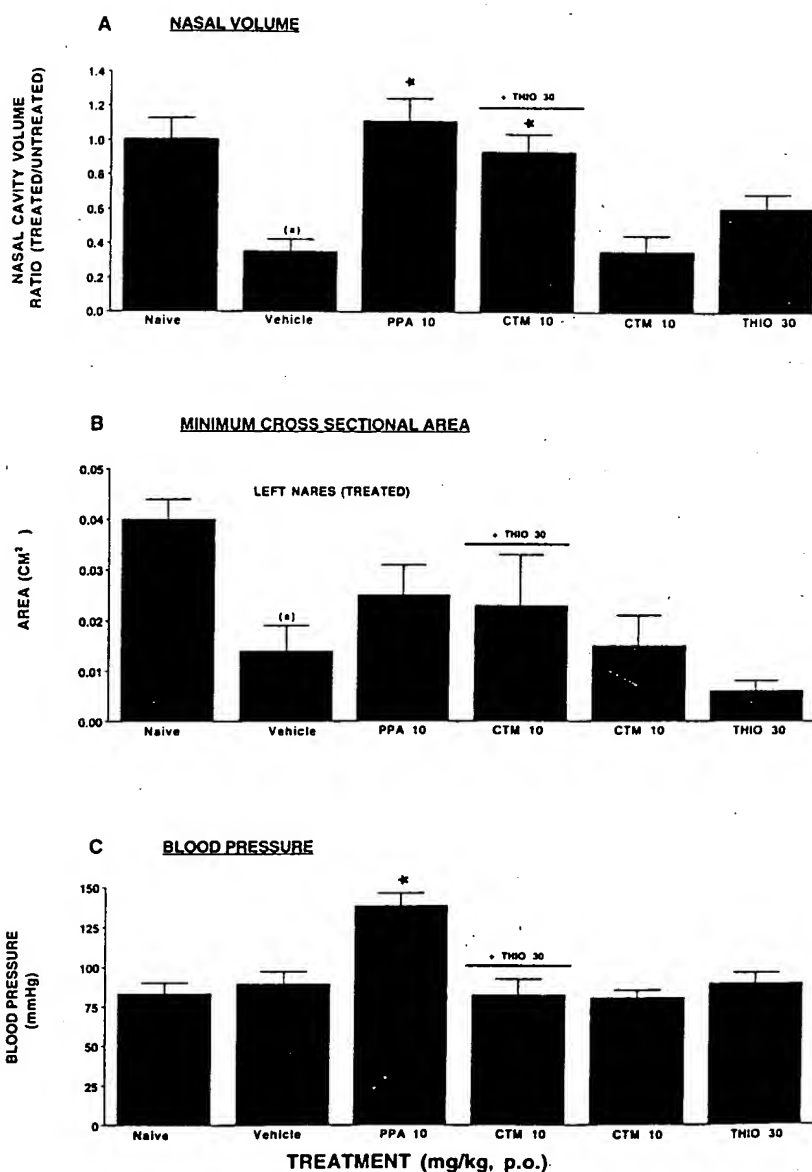 A NASAL VOLUME
NASAL CAVITY VOLUME
RATIO (TREATED/UNTREATED)
1.4
1.2
1.0
0.8
0.6
0.4
0.2
0.0
(a)
*
+ THIO 30
*
Naive Vehicle PPA 10 CTM 10 CTM 10 THIO 30
B MINIMUM CROSS SECTIONAL AREA
AREA (CM²)
0.05
0.04
0.03
0.02
0.01
0.00
LEFT NARES (TREATED)
(a)
+ THIO 30
Naive Vehicle PPA 10 CTM 10 CTM 10 THIO 30
C BLOOD PRESSURE
BLOOD PRESSURE
(mmHg)
150
125
100
75
50
25
0
*
+ THIO 30
Naive Vehicle PPA 10 CTM 10 CTM 10 THIO 30
TREATMENT (mg/kg, p.o.)